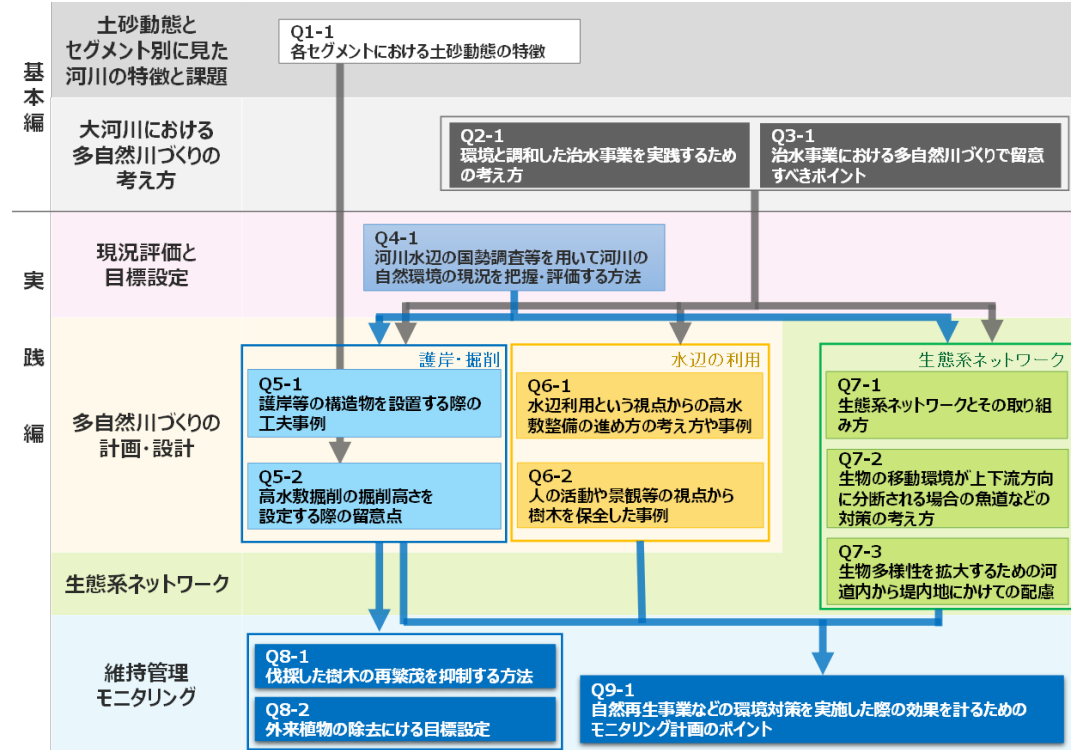 基本編
土砂動態と
セグメント別に見た
河川の特徴と課題
Q1-1
各セグメントにおける土砂動態の特徴
大河川における
多自然川づくりの
考え方
Q2-1
環境と調和した治水事業を実践するため
の考え方
Q3-1
治水事業における多自然川づくりで留意
すべきポイント
実践編
現況評価と
目標設定
Q4-1
河川水辺の国勢調査等を用いて河川の
自然環境の現況を把握・評価する方法
多自然川づくりの
計画・設計
護岸・掘削
Q5-1
護岸等の構造物を設置する際の
工夫事例
Q5-2
高水敷掘削の掘削高さを
設定する際の留意点
水辺の利用
Q6-1
水辺利用という視点からの高水
敷整備の進め方の考え方や事例
Q6-2
人の活動や景観等の視点から
樹木を保全した事例
生態系ネットワーク
Q7-1
生態系ネットワークとその取り組
み方
Q7-2
生物の移動環境が上下流方向
に分断される場合の魚道などの
対策の考え方
Q7-3
生物多様性を拡大するための河
道内から堤内地にかけての配慮
生態系ネットワーク
維持管理
モニタリング
Q8-1
伐採した樹木の再繁茂を抑制する方法
Q8-2
外来植物の除去にける目標設定
Q9-1
自然再生事業などの環境対策を実施した際の効果を計るための
モニタリング計画のポイント